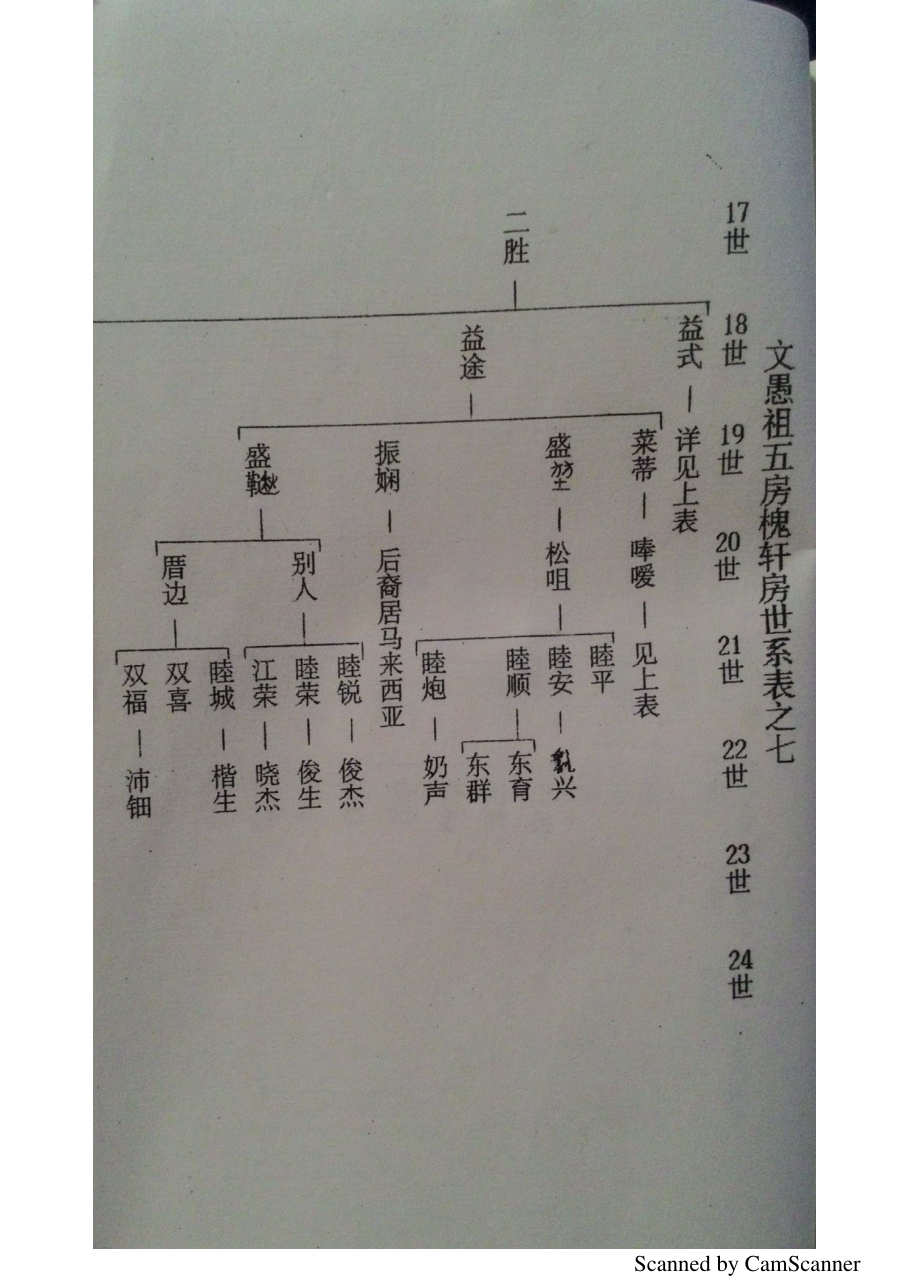 文愚祖五房槐轩房世系表之七
17世
18世
19世
20世
21世
22世
23世
24世
二胜
益式
详见上表
益途
菜蒂
唪嗳
见上表
盛
松咀
睦平
睦安
兴
睦顺
东育
东群
睦炮
奶声
振娴
后裔居马来西亚
盛
别人
睦锐
俊杰
睦荣
俊生
江荣
晓杰
厝边
睦城
楷生
双喜
双福
沛钿
Scanned by CamScanner